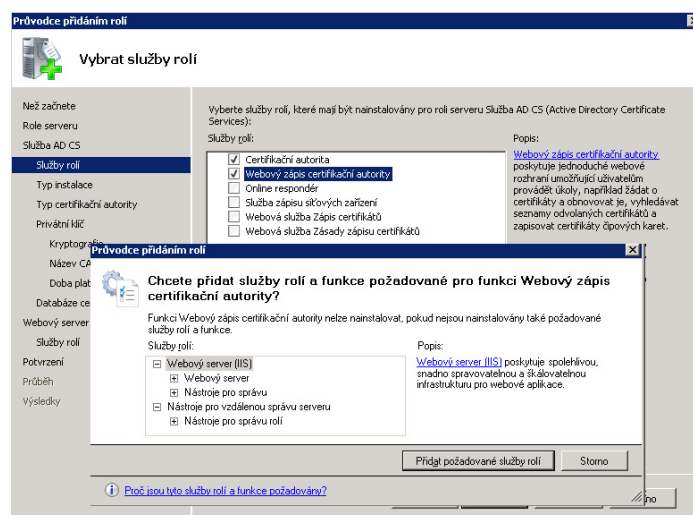 Průvodce přidáním rolí
Vybrat služby rolí
Než začnete
Role serveru
Služba AD CS
Služby rolí
Typ instalace
Typ certifikační autority
Privátní klíč
Název CA
Databáze ce
Webový server
Služby rolí
Potvrzení
Průběh
Výsledky
Vyberte služby rolí, které mají být nainstalovány pro roli serveru Služba AD CS (Active Directory Certificate
Services):
Služby rolí:
Certifikační autorita
Webový zápis certifikační autority
Online respondér
Služba zápisu síťových zařízení
Webová služba Zápis certifikátů
Webová služba Zásady zápisu certifikátů
Popis:
Webový zápis certifikační autority
poskytuje jednoduché webové
rozhraní umožňující uživatelům
provádět úkoly, například žádat o
certifikáty a obnovovat je, vyhledávat
seznamy odvolaných certifikátů a
zapisovat certifikáty čipových karet.
Průvodce přidáním rolí
Chcete přidat služby rolí a funkce požadované pro funkci Webový zápis
certifikační autority?
Funkci Webový zápis certifikační autority nelze nainstalovat, pokud nejsou nainstalovány také požadované
služby rolí a funkce.
Služby rolí:
Webový server (IIS)
Webový server
Nástroje pro správu
Nástroje pro vzdálenou správu serveru
Nástroje pro správu rolí
Popis:
Webový server (IIS) poskytuje spolehlivou,
snadno spravovatelnou a škálovatelnou
infrastrukturu pro webové aplikace.
Přidat požadované služby rolí
Storno
Proč jsou tyto služby rolí a funkce požadovány?